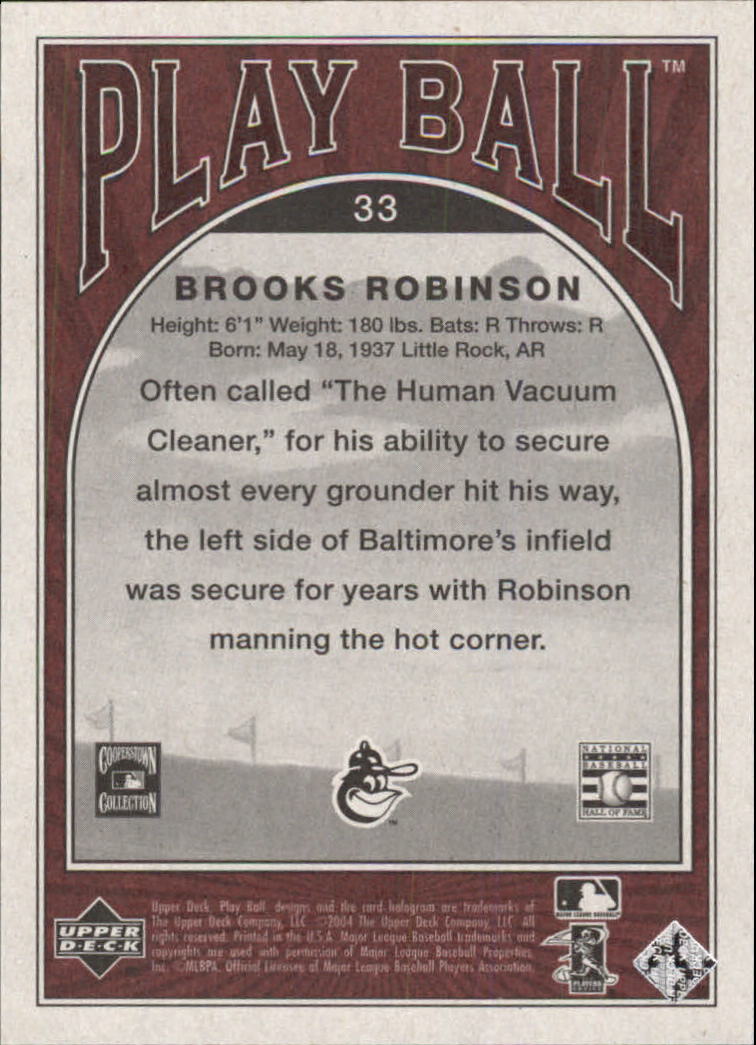 PLAY BALL™
33
BROOKS ROBINSON
Height: 6'1" Weight: 180 lbs. Bats: R Throws: R
Born: May 18, 1937 Little Rock, AR
Often called “The Human Vacuum
Cleaner,” for his ability to secure
almost every grounder hit his way,
the left side of Baltimore’s infield
was secure for years with Robinson
manning the hot corner.
COOPERSTOWN
COLLECTION
™
NATIONAL
BASEBALL
HALL OF FAME
UPPER
D•E•C•K
Upper Deck, Play Ball, designs and the card hologram are trademarks of
The Upper Deck Company, LLC. ©2004 The Upper Deck Company, LLC. All
rights reserved. Printed in the U.S.A. Major League Baseball trademarks and
copyrights are used with permission of Major League Baseball Properties,
Inc. ©MLBPA. Official Licensee of Major League Baseball Players Association.
MAJOR LEAGUE BASEBALL
PLAYERS
CHOICE